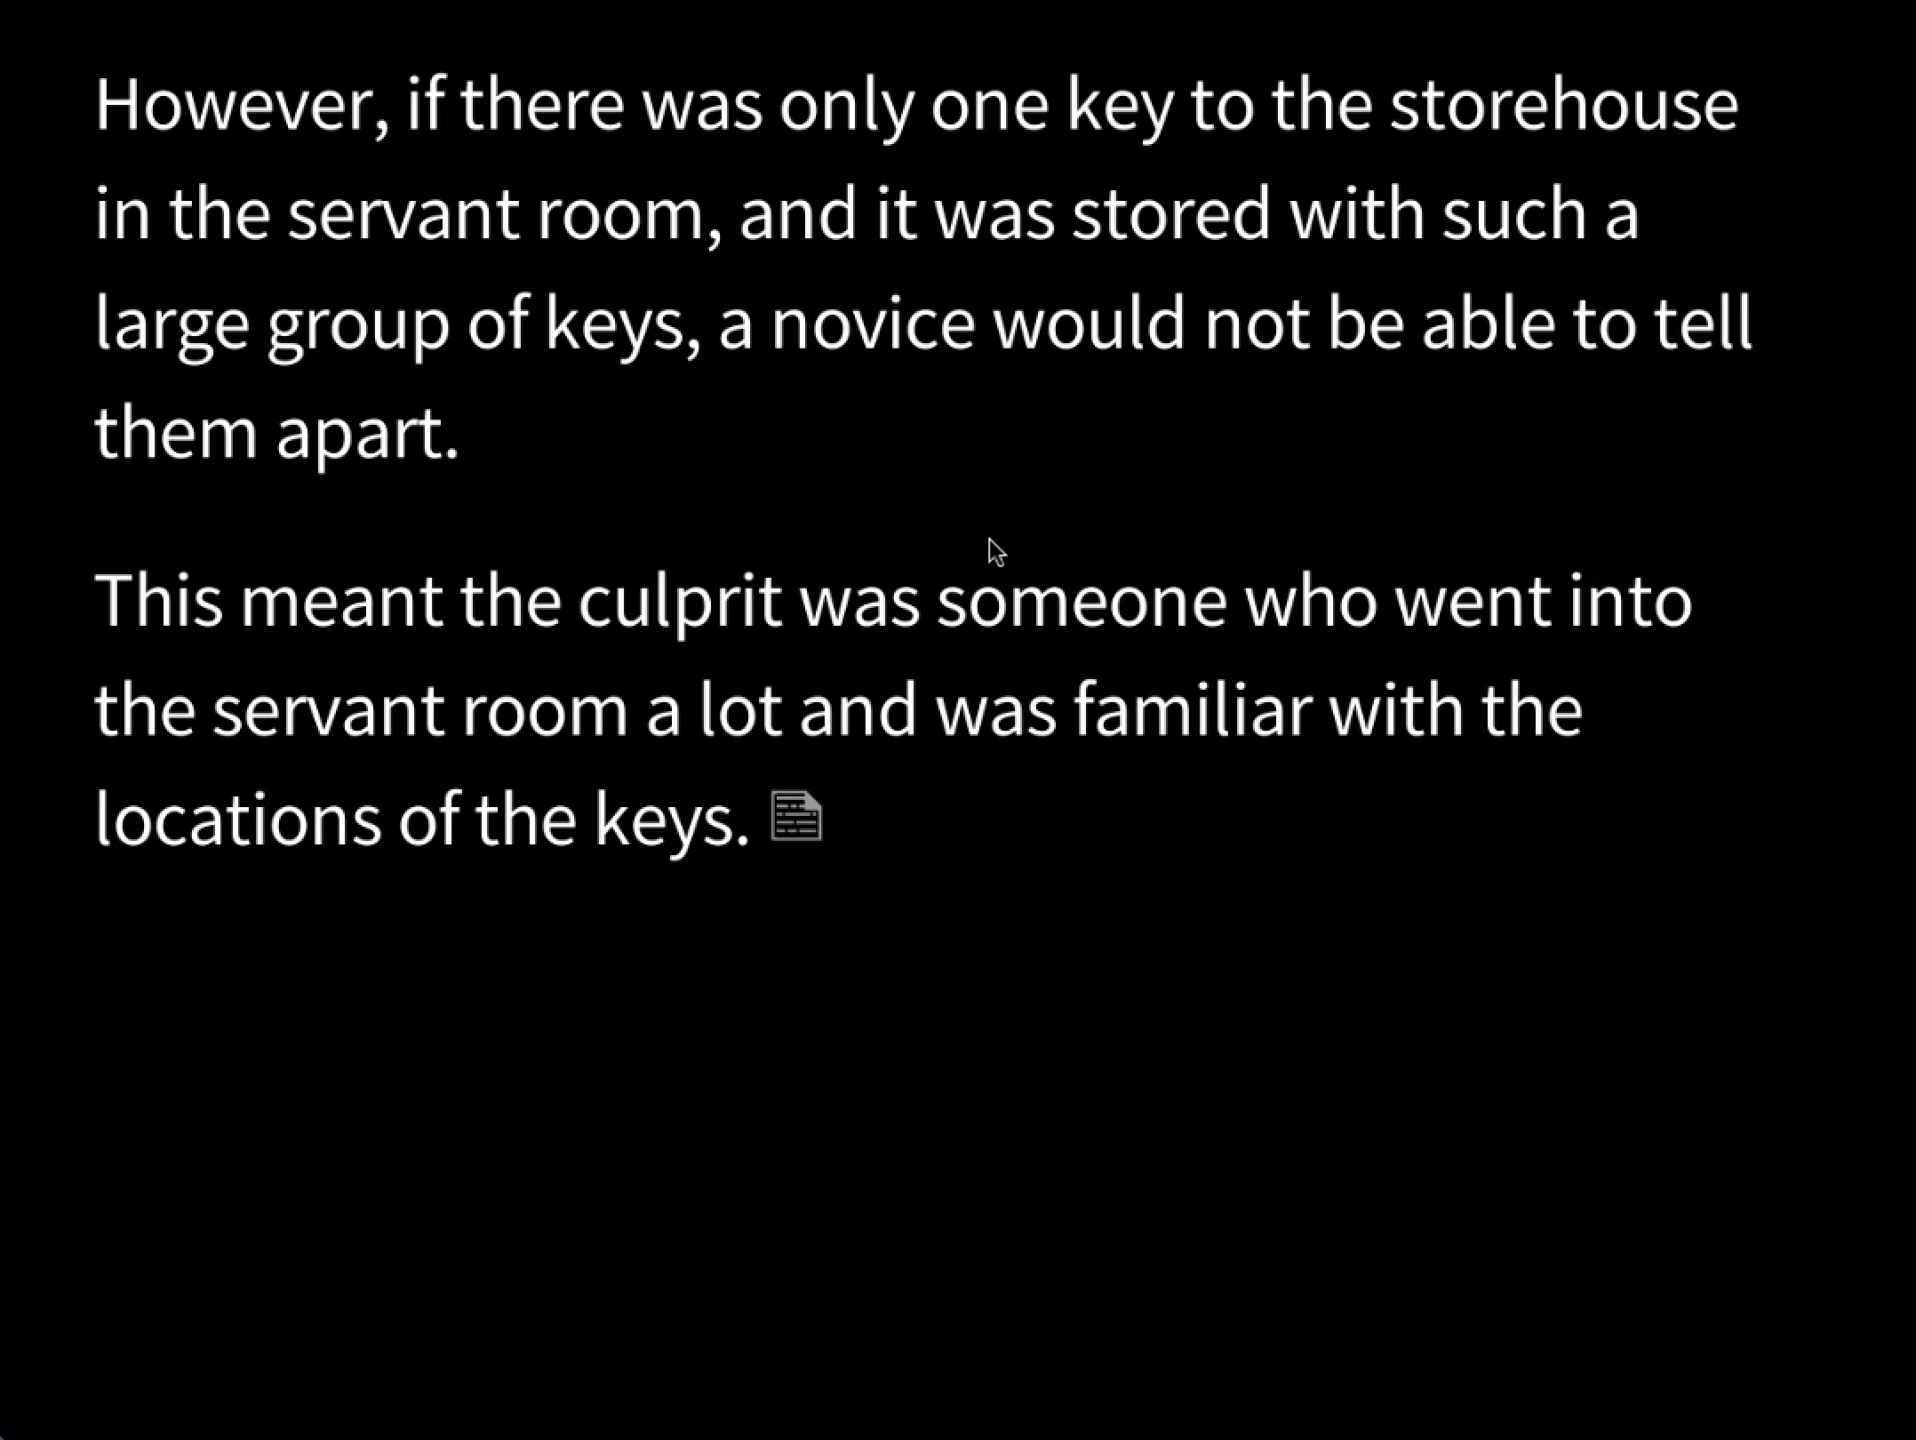 However, if there was only one key to the storehouse
in the servant room, and it was stored with such a
large group of keys, a novice would not be able to tell
them apart.
This meant the culprit was someone who went into
the servant room a lot and was familiar with the
locations of the keys.